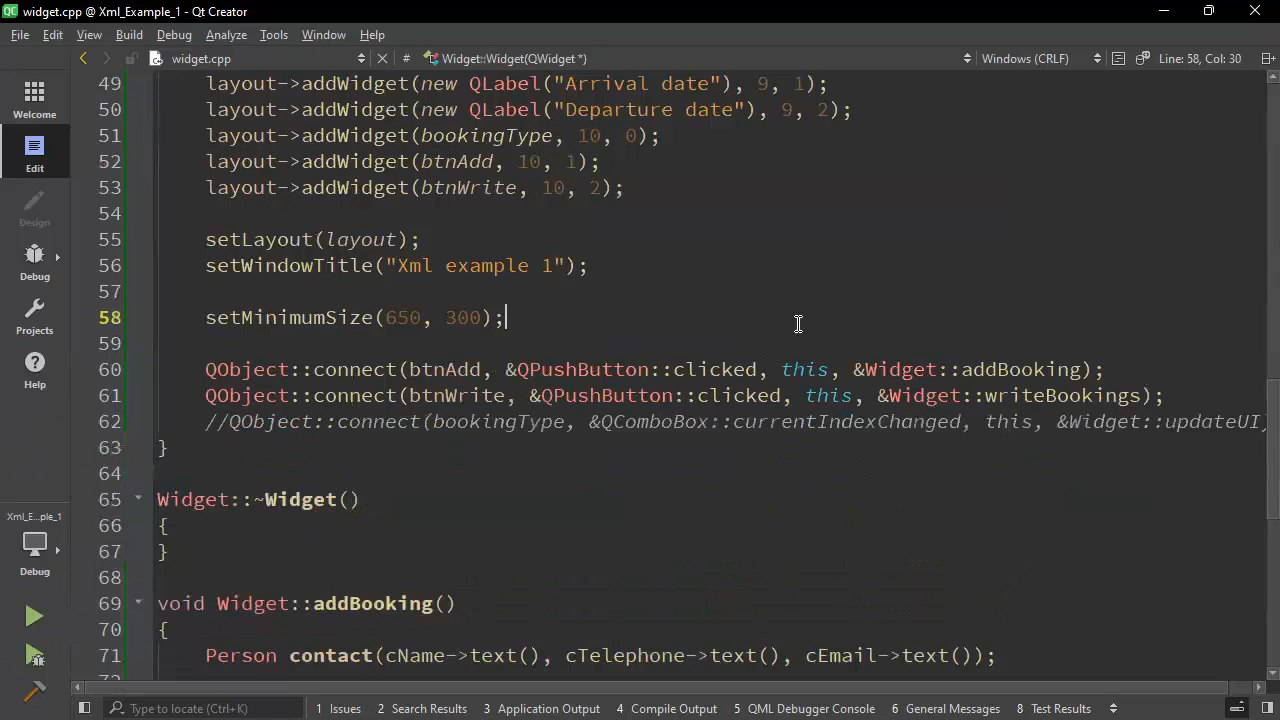 QC widget.cpp @ Xml_Example_1 - Qt Creator
File Edit View Build Debug Analyze Tools Window Help
widget.cpp # Widget::Widget(QWidget *) Windows (CRLF) Line: 58, Col: 30
Welcome
Edit
Design
Debug
Projects
Help
Xml_E...ple_1
Debug
49 layout->addWidget(new QLabel("Arrival date"), 9, 1);
50 layout->addWidget(new QLabel("Departure date"), 9, 2);
51 layout->addWidget(bookingType, 10, 0);
52 layout->addWidget(btnAdd, 10, 1);
53 layout->addWidget(btnWrite, 10, 2);
54
55 setLayout(layout);
56 setWindowTitle("Xml example 1");
57
58 setMinimumSize(650, 300);
59
60 QObject::connect(btnAdd, &QPushButton::clicked, this, &Widget::addBooking);
61 QObject::connect(btnWrite, &QPushButton::clicked, this, &Widget::writeBookings);
62 //QObject::connect(bookingType, &QComboBox::currentIndexChanged, this, &Widget::updateUI)
63 }
64
65 Widget::~Widget()
66 {
67 }
68
69 void Widget::addBooking()
70 {
71 Person contact(cName->text(), cTelephone->text(), cEmail->text());
Type to locate (Ctrl+K) 1 Issues 2 Search Results 3 Application Output 4 Compile Output 5 QML Debugger Console 6 General Messages 8 Test Results